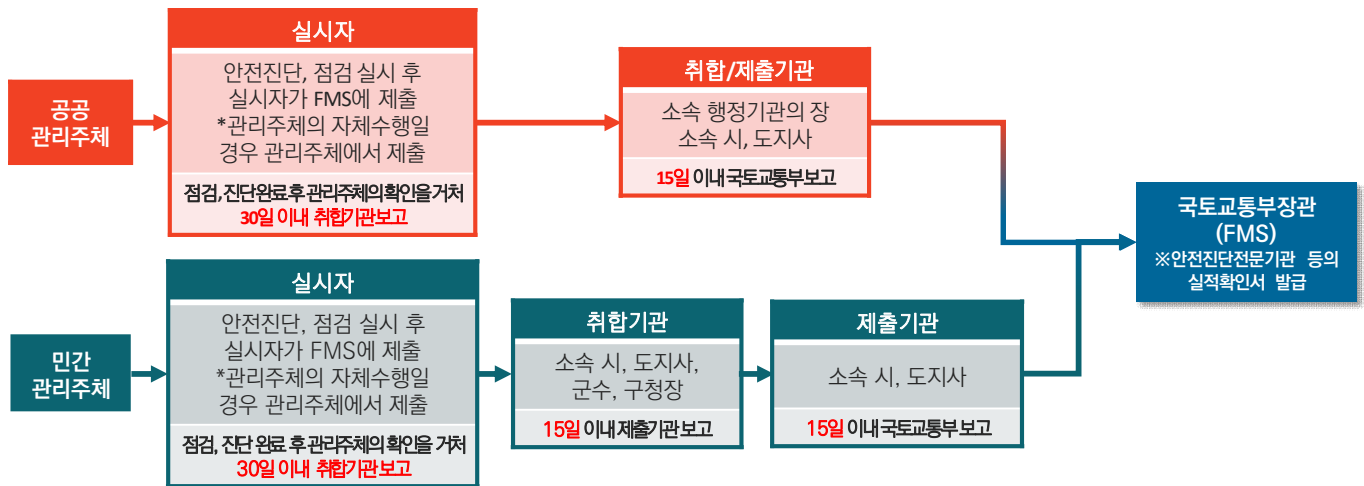 공공
관리주체
실시자
안전진단, 점검 실시 후
실시자가 FMS에 제출
*관리주체의 자체수행일
경우 관리주체에서 제출
점검, 진단 완료 후 관리주체의 확인을 거쳐
30일 이내 취합기관 보고
취합/제출기관
소속 행정기관의 장
소속 시, 도지사
15일 이내 국토교통부 보고
민간
관리주체
실시자
안전진단, 점검 실시 후
실시자가 FMS에 제출
*관리주체의 자체수행일
경우 관리주체에서 제출
점검, 진단 완료 후 관리주체의 확인을 거쳐
30일 이내 취합기관 보고
취합기관
소속 시, 도지사,
군수, 구청장
15일 이내 제출기관 보고
제출기관
소속 시, 도지사
15일 이내 국토교통부 보고
국토교통부장관
(FMS)
※안전진단전문기관 등의
실적확인서 발급